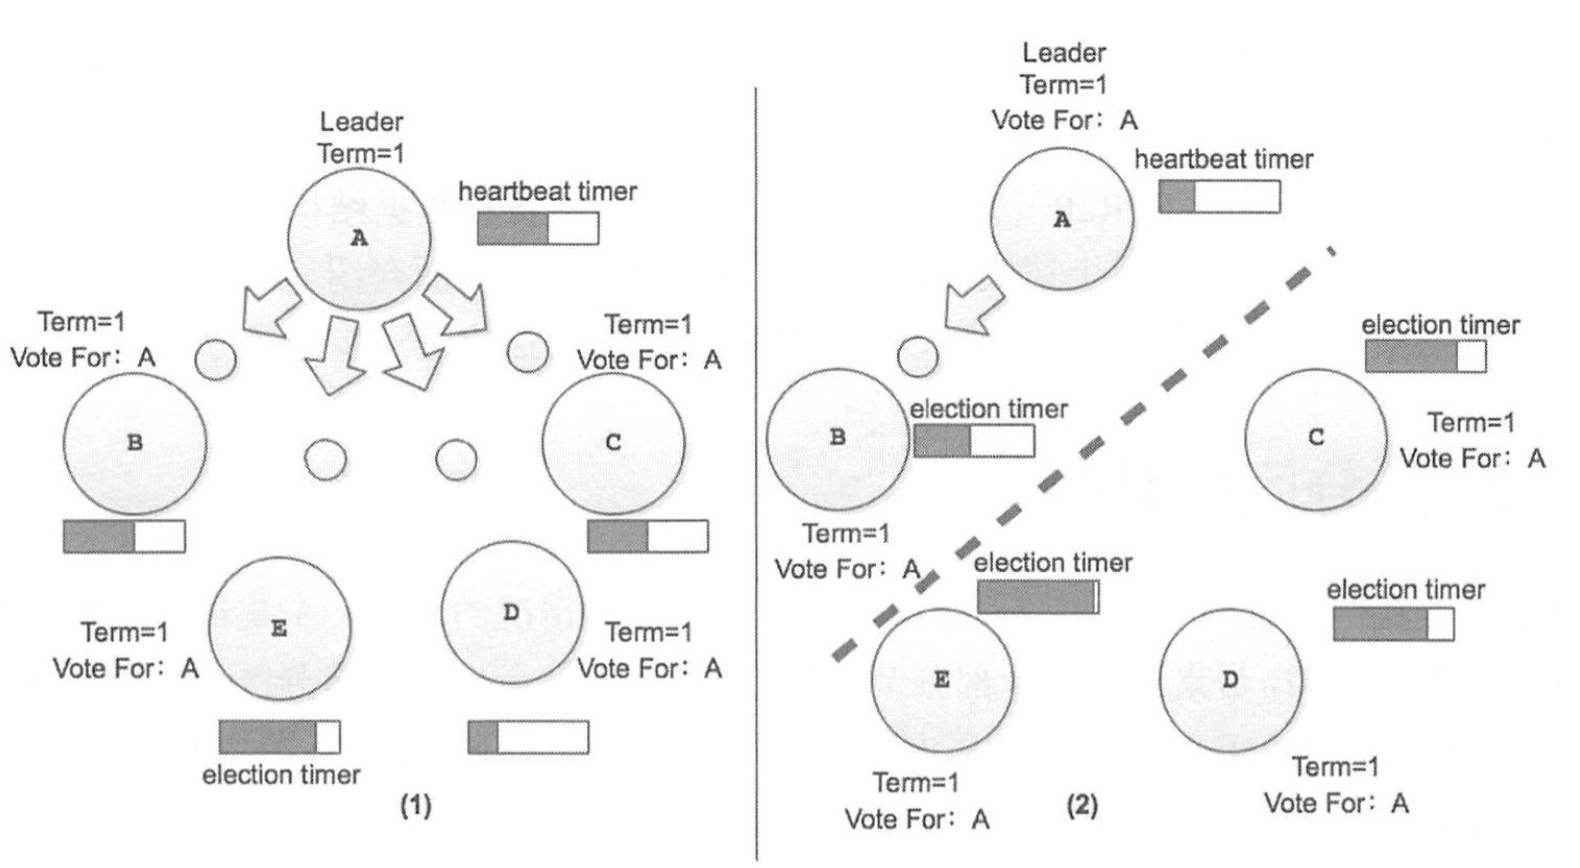 Leader
Term=1
heartbeat timer
A
Term=1
Vote For: A
Term=1
Vote For: A
B
C
E
D
Term=1
Vote For: A
Term=1
Vote For: A
election timer
(1)
Leader
Term=1
Vote For: A
heartbeat timer
A
election timer
B
election timer
C
Term=1
Vote For: A
Term=1
Vote For: A
election timer
election timer
E
D
Term=1
Vote For: A
Term=1
Vote For: A
(2)